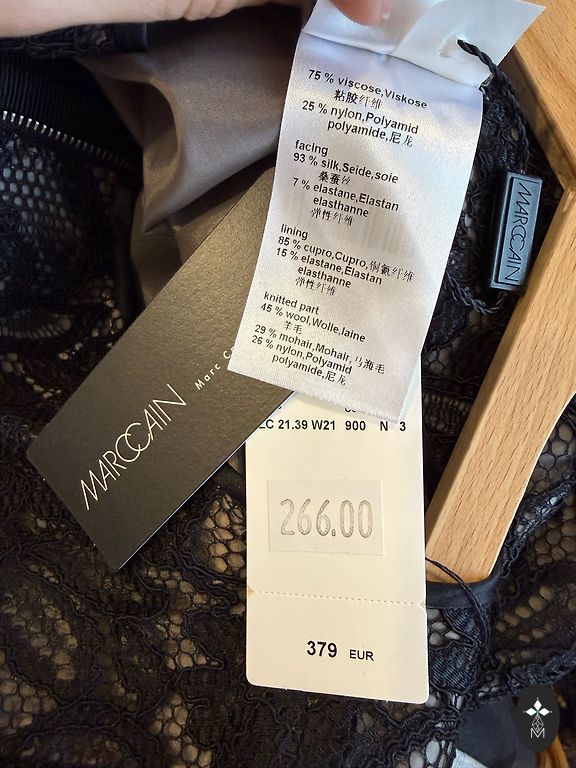 75 % viscose,Viskose
粘胶纤维
25 % nylon,Polyamid
polyamide,尼龙
facing
93 % silk,Seide,soie
桑蚕丝
7 % elastane,Elastan
elasthanne
弹性纤维
lining
85 % cupro,Cupro,铜氨纤维
15 % elastane,Elastan
elasthanne
弹性纤维
knitted part
45 % wool,Wolle,laine
羊毛
29 % mohair,Mohair,马海毛
26 % nylon,Polyamid
polyamide,尼龙
MARCCAIN
MARCCAIN
Marc
C 21.39 W21 900 N 3
266.00
379 EUR
M